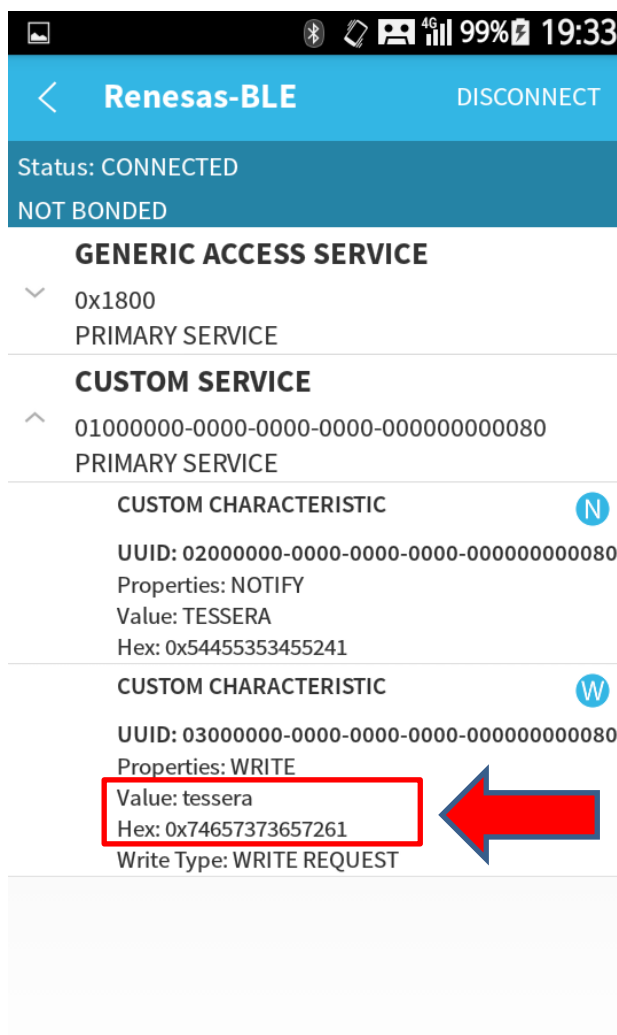 4G 99% 19:33
Renesas-BLE DISCONNECT
Status: CONNECTED
NOT BONDED
GENERIC ACCESS SERVICE
0x1800
PRIMARY SERVICE
CUSTOM SERVICE
01000000-0000-0000-0000-000000000080
PRIMARY SERVICE
CUSTOM CHARACTERISTIC N
UUID: 02000000-0000-0000-0000-000000000080
Properties: NOTIFY
Value: TESSERA
Hex: 0x54455353455241
CUSTOM CHARACTERISTIC W
UUID: 03000000-0000-0000-0000-000000000080
Properties: WRITE
Value: tessera
Hex: 0x74657373657261
Write Type: WRITE REQUEST